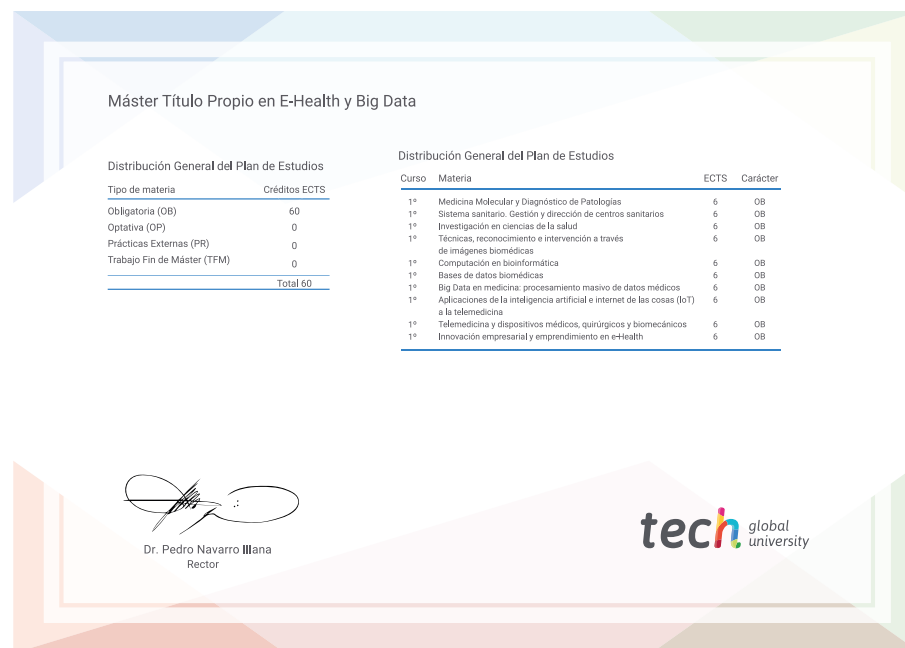 Máster Título Propio en E-Health y Big Data
Distribución General del Plan de Estudios
Tipo de materia Créditos ECTS
Obligatoria (OB) 60
Optativa (OP) 0
Prácticas Externas (PR) 0
Trabajo Fin de Máster (TFM) 0
Total 60
Distribución General del Plan de Estudios
Curso Materia ECTS Carácter
1º Medicina Molecular y Diagnóstico de Patologías 6 OB
1º Sistema sanitario. Gestión y dirección de centros sanitarios 6 OB
1º Investigación en ciencias de la salud 6 OB
1º Técnicas, reconocimiento e intervención a través 6 OB
de imágenes biomédicas
1º Computación en bioinformática 6 OB
1º Bases de datos biomédicas 6 OB
1º Big Data en medicina: procesamiento masivo de datos médicos 6 OB
1º Aplicaciones de la inteligencia artificial e internet de las cosas (IoT) 6 OB
a la telemedicina
1º Telemedicina y dispositivos médicos, quirúrgicos y biomecánicos 6 OB
1º Innovación empresarial y emprendimiento en e-Health 6 OB
Dr. Pedro Navarro Illana
Rector
tech global
university